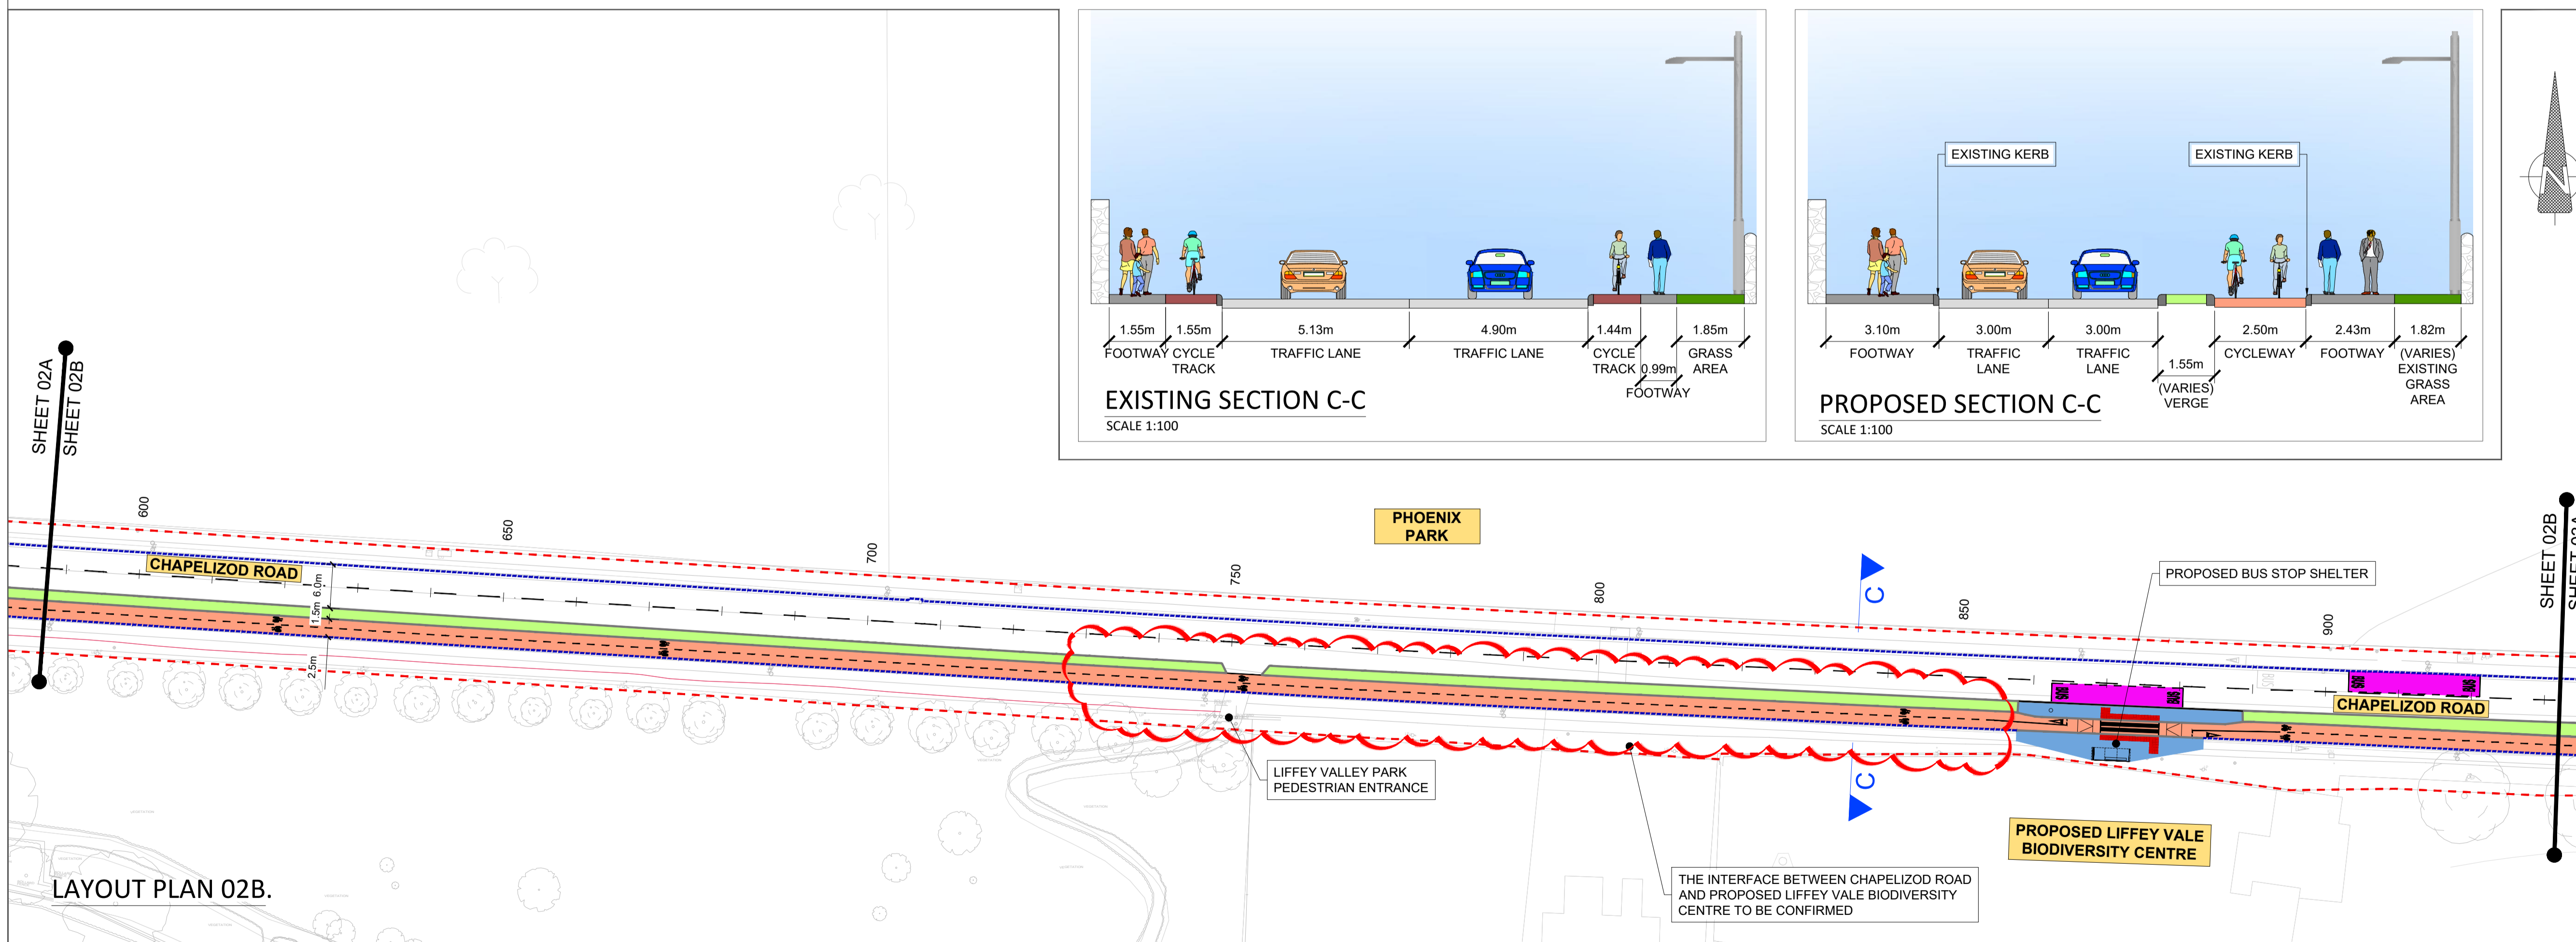 EXISTING SECTION C-C
SCALE 1:100
1.55m
1.55m
5.13m
4.90m
1.44m
0.99m
1.85m
FOOTWAY
CYCLE
TRACK
TRAFFIC LANE
TRAFFIC LANE
CYCLE
TRACK
FOOTWAY
GRASS
AREA
PROPOSED SECTION C-C
SCALE 1:100
EXISTING KERB
EXISTING KERB
3.10m
3.00m
3.00m
1.55m
2.50m
2.43m
1.82m
FOOTWAY
TRAFFIC
LANE
TRAFFIC
LANE
(VARIES)
VERGE
CYCLEWAY
FOOTWAY
(VARIES)
EXISTING
GRASS
AREA
N
SHEET 02A
SHEET 02B
600
650
700
750
800
850
900
CHAPELIZOD ROAD
6.0m
1.5m
2.5m
PHOENIX
PARK
C
C
PROPOSED BUS STOP SHELTER
BUS
BUS
BUS
BUS
CHAPELIZOD ROAD
SHEET 02B
LIFFEY VALLEY PARK
PEDESTRIAN ENTRANCE
PROPOSED LIFFEY VALE
BIODIVERSITY CENTRE
THE INTERFACE BETWEEN CHAPELIZOD ROAD
AND PROPOSED LIFFEY VALE BIODIVERSITY
CENTRE TO BE CONFIRMED
LAYOUT PLAN 02B.